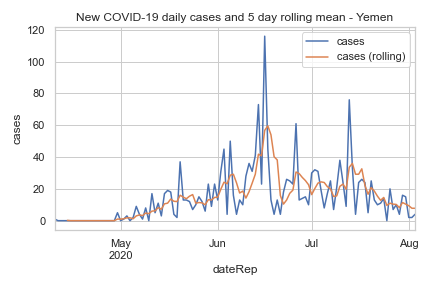 New COVID-19 daily cases and 5 day rolling mean - Yemen
120
100
80
60
40
20
0
cases
cases
cases (rolling)
May
2020
Jun
Jul
Aug
dateRep